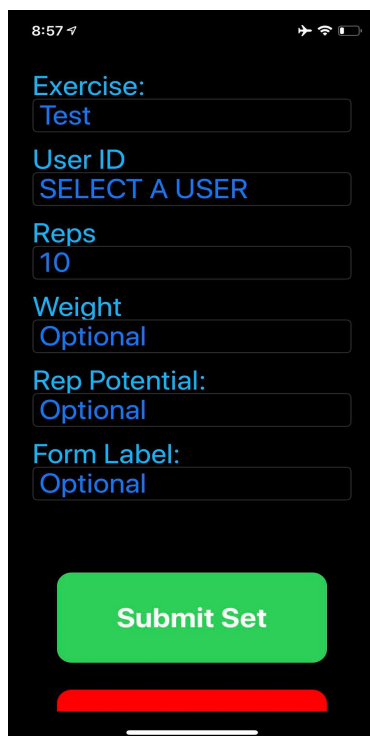 8:57
Exercise:
Test
User ID
SELECT A USER
Reps
10
Weight
Optional
Rep Potential:
Optional
Form Label:
Optional
Submit Set